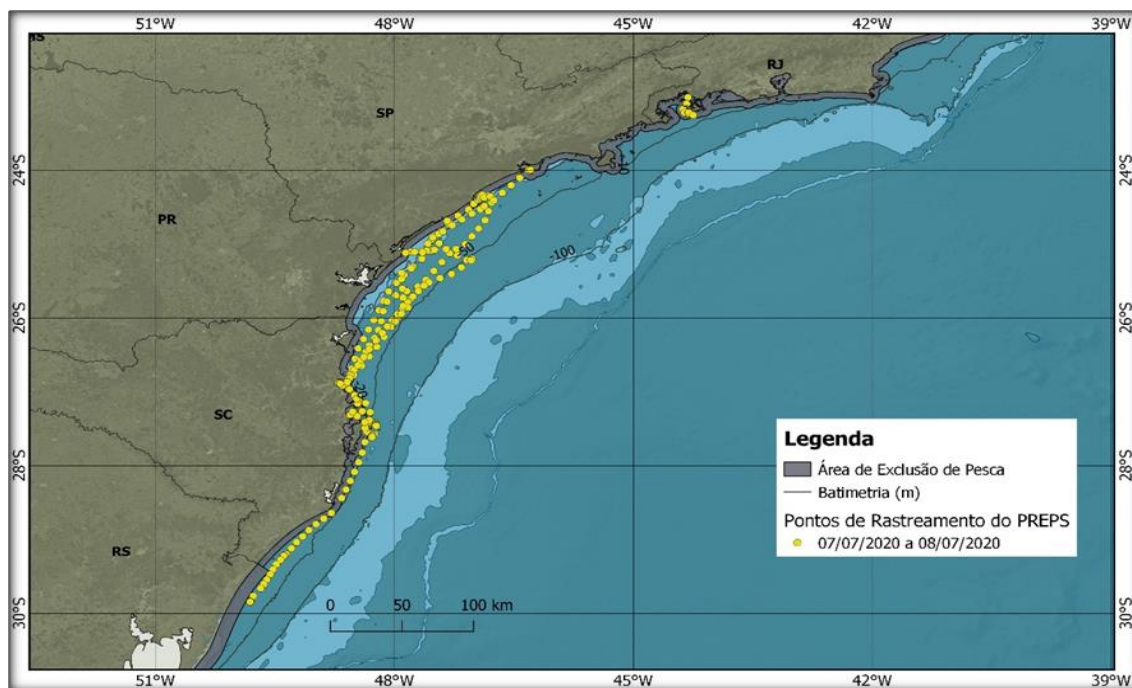 51°W 48°W 45°W 42°W 39°W
RJ
SP
24°S 24°S
PR
-50
-100
26°S 26°S
SC
28°S 28°S
RS
30°S 30°S
Legenda
Área de Exclusão de Pesca
Batimetria (m)
Pontos de Rastreamento do PREPS
07/07/2020 a 08/07/2020
0 50 100 km
51°W 48°W 45°W 42°W 39°W